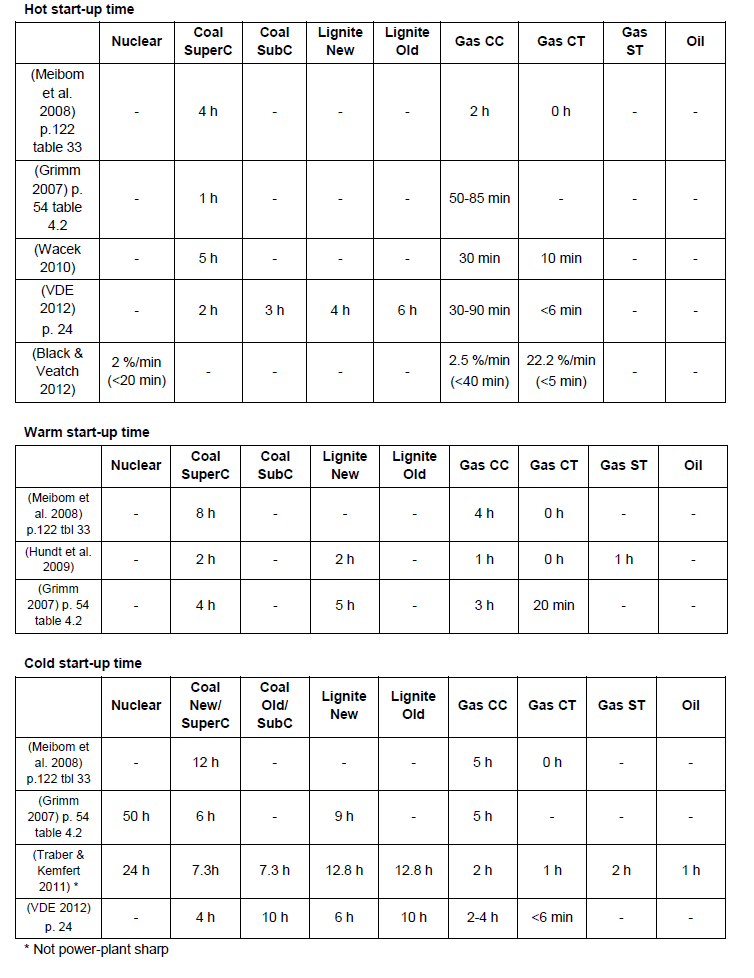 Hot start-up time
Nuclear Coal SuperC Coal SubC Lignite New Lignite Old Gas CC Gas CT Gas ST Oil
(Meibom et al. 2008) p.122 table 33 - 4 h - - - 2 h 0 h - -
(Grimm 2007) p. 54 table 4.2 - 1 h - - - 50-85 min - - -
(Wacek 2010) - 5 h - - - 30 min 10 min - -
(VDE 2012) p. 24 - 2 h 3 h 4 h 6 h 30-90 min <6 min - -
(Black & Veatch 2012) 2 %/min (<20 min) - - - - 2.5 %/min (<40 min) 22.2 %/min (<5 min) - -
Warm start-up time
Nuclear Coal SuperC Coal SubC Lignite New Lignite Old Gas CC Gas CT Gas ST Oil
(Meibom et al. 2008) p.122 tbl 33 - 8 h - - - 4 h 0 h - -
(Hundt et al. 2009) - 2 h - 2 h - 1 h 0 h 1 h -
(Grimm 2007) p. 54 table 4.2 - 4 h - 5 h - 3 h 20 min - -
Cold start-up time
Nuclear Coal New/ SuperC Coal Old/ SubC Lignite New Lignite Old Gas CC Gas CT Gas ST Oil
(Meibom et al. 2008) p.122 tbl 33 - 12 h - - - 5 h 0 h - -
(Grimm 2007) p. 54 table 4.2 50 h 6 h - 9 h - 5 h - - -
(Traber & Kemfert 2011) * 24 h 7.3h 7.3 h 12.8 h 12.8 h 2 h 1 h 2 h 1 h
(VDE 2012) p. 24 - 4 h 10 h 6 h 10 h 2-4 h <6 min - -
* Not power-plant sharp